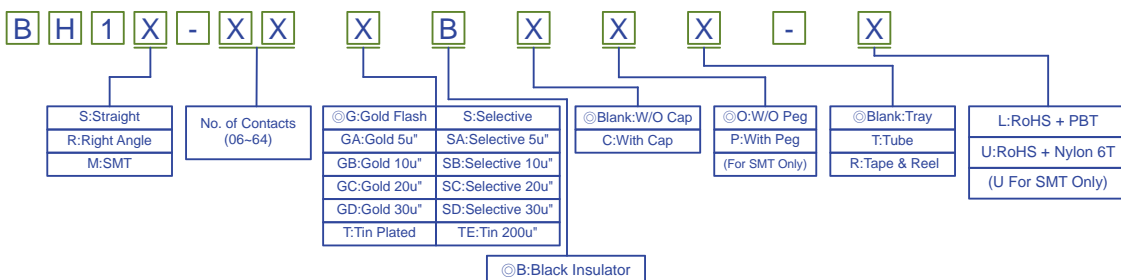 B H 1 X - X X X B X X X - X
S:Straight
R:Right Angle
M:SMT
No. of Contacts
(06~64)
◎G:Gold Flash S:Selective
GA:Gold 5u" SA:Selective 5u"
GB:Gold 10u" SB:Selective 10u"
GC:Gold 20u" SC:Selective 20u"
GD:Gold 30u" SD:Selective 30u"
T:Tin Plated TE:Tin 200u"
◎B:Black Insulator
◎Blank:W/O Cap
C:With Cap
◎O:W/O Peg
P:With Peg
(For SMT Only)
◎Blank:Tray
T:Tube
R:Tape & Reel
L:RoHS + PBT
U:RoHS + Nylon 6T
(U For SMT Only)